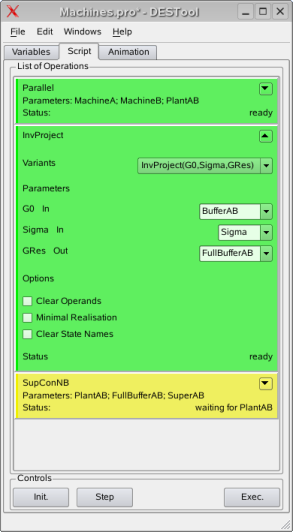 Machines.pro* - DESTool
File Edit Windows Help
Variables Script Animation
List of Operations
Parallel
Parameters: MachineA; MachineB; PlantAB
Status: ready
InvProject
Variants InvProject(G0,Sigma,GRes)
Parameters
G0 In BufferAB
Sigma In Sigma
GRes Out FullBufferAB
Options
Clear Operands
Minimal Realisation
Clear State Names
Status ready
SupConNB
Parameters: PlantAB; FullBufferAB; SuperAB
Status: waiting for PlantAB
Controls
Init. Step Exec.